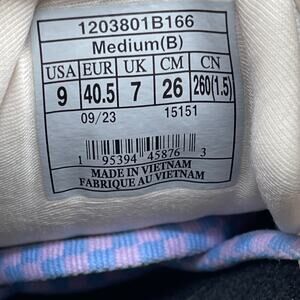 1203801B166
Medium(B)
USA EUR UK CM CN
9 40.5 7 26 260(1.5)
09/23 15151
1 95394 45876 3
MADE IN VIETNAM
FABRIQUE AU VIETNAM